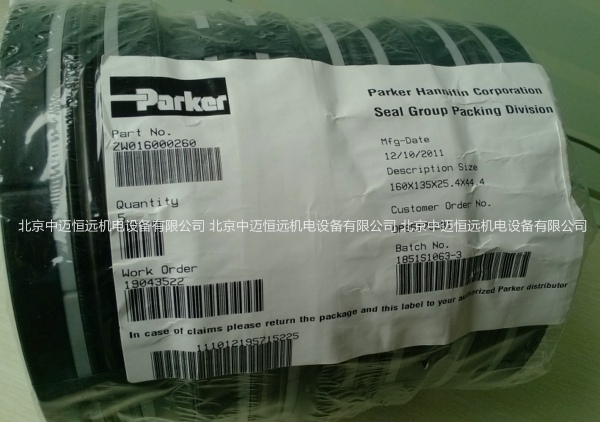 Parker
Parker Hannifin Corporation
Seal Group Packing Division
Part No.
ZW016000260
Mfg-Date
12/10/2011
Description Size
160X135X25.4X44.4
Quantity
5
Customer Order No.
北京中迈恒远机电设备有限公司 北京中迈恒远机电设备有限公司 北京中迈恒远机电设备有限公司
Batch No.
185151063-3
Work Order
19043522
In case of claims please return the package and this label to your authorized Parker distributor
111012195715225